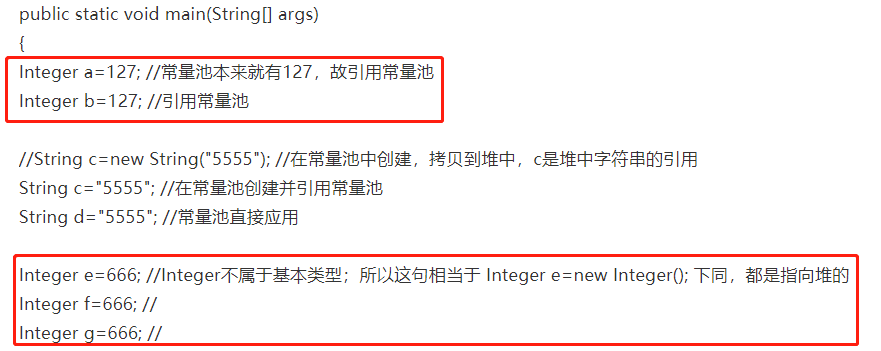 public static void main(String[] args)
{
Integer a=127; //常量池本来就有127，故引用常量池
Integer b=127; //引用常量池
//String c=new String("5555"); //在常量池中创建，拷贝到堆中，c是堆中字符串的引用
String c="5555"; //在常量池创建并引用常量池
String d="5555"; //常量池直接应用
Integer e=666; //Integer不属于基本类型；所以这句相当于 Integer e=new Integer(); 下同，都是指向堆的
Integer f=666; //
Integer g=666; //